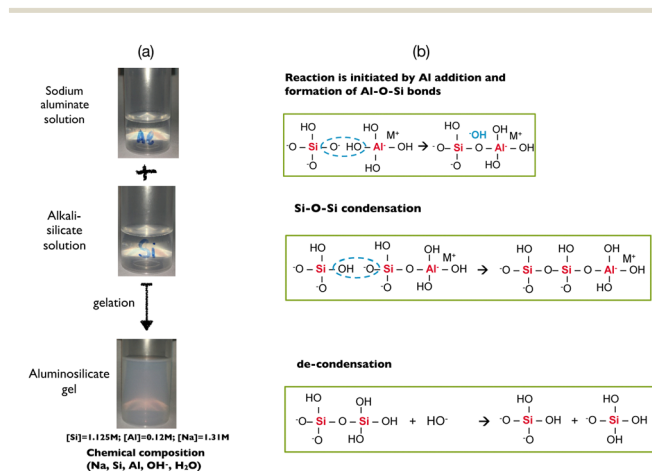 (a)
Sodium
aluminate
solution
Al
Alkali-
silicate
solution
Si
gelation
Aluminosilicate
gel
[Si]=1.125M; [Al]=0.12M; [Na]=1.31M
Chemical composition
(Na, Si, Al, OH-, H₂O)
(b)
Reaction is initiated by Al addition and
formation of Al-O-Si bonds
HO HO ⁻OH OH
HO M⁺ HO M⁺
⁻O Si O⁻ HO Al⁻ OH → ⁻O Si O Al⁻ OH
⁻O HO ⁻O HO
Si-O-Si condensation
HO HO OH M⁺ HO HO OH M⁺
⁻O Si OH ⁻O Si O Al⁻ OH → ⁻O Si O Si O Al⁻ OH
⁻O ⁻O HO ⁻O ⁻O HO
de-condensation
HO OH HO OH
⁻O Si O Si OH + HO⁻ → ⁻O Si OH + ⁻O Si OH
⁻O HO ⁻O OH